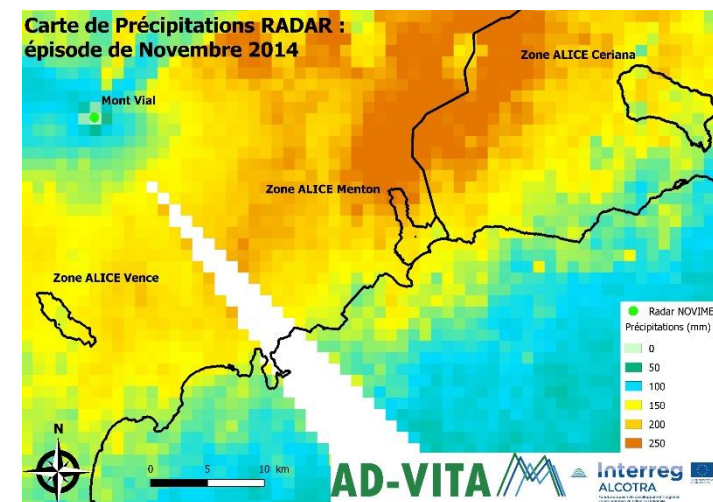 Carte de Précipitations RADAR :
épisode de Novembre 2014
Zone ALICE Ceriana
Mont Vial
Zone ALICE Menton
Zone ALICE Vence
Radar NOVIME
Précipitations (mm)
0
50
100
150
200
250
N
0 5 10 km
AD-VITA
Interreg
ALCOTRA